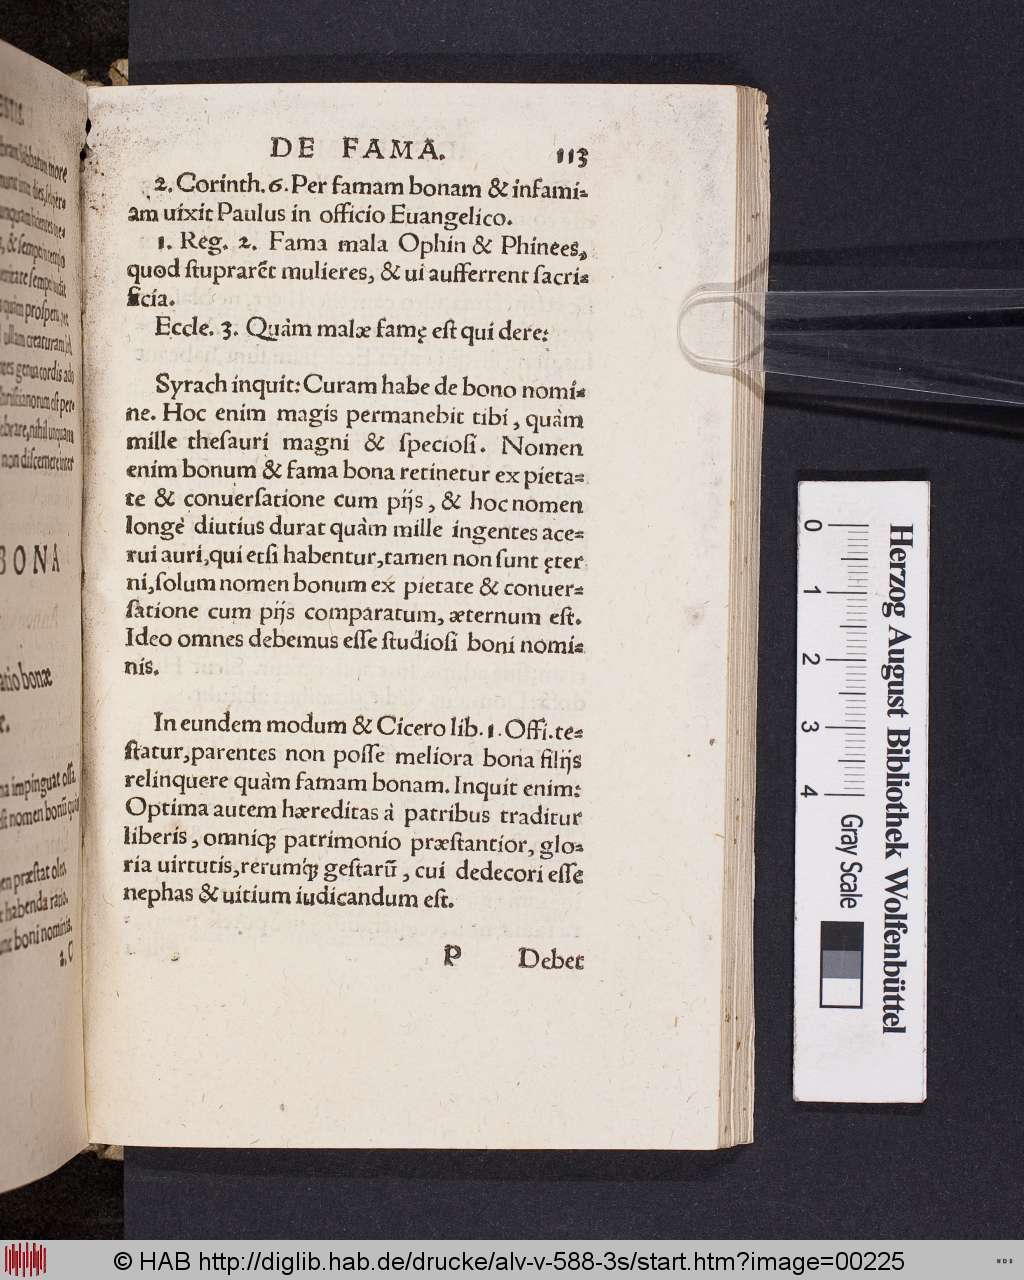 DE FAMA. 113
2. Corinth. 6. Per famam bonam & infami-
am uixit Paulus in officio Euangelico.
1. Reg. 2. Fama mala Ophin & Phinees,
quod ſtuprarēt mulieres, & ui aufferrent ſacri-
ficia.
Eccle. 3. Quàm malæ famę eſt qui dere:
Syrach inquit: Curam habe de bono nomi-
ne. Hoc enim magis permanebit tibi, quàm
mille theſauri magni & ſpecioſi. Nomen
enim bonum & fama bona retinetur ex pieta-
te & conuerſatione cum pijs, & hoc nomen
longè diutius durat quàm mille ingentes ace-
rui auri, qui etſi habentur, tamen non ſunt ęter
ni, ſolum nomen bonum ex pietate & conuer-
ſatione cum pijs comparatum, æternum eſt.
Ideo omnes debemus eſſe ſtudioſi boni nomi-
nis.
In eundem modum & Cicero lib. 1. Offi. te-
ſtatur, parentes non poſſe meliora bona filijs
relinquere quàm famam bonam. Inquit enim:
Optima autem hæreditas à patribus traditur
liberis, omniq; patrimonio præſtantior, glo-
ria uirtutis, rerumq́; geſtarū, cui dedecori eſſe
nephas & uitium iudicandum eſt.
P Debet
BONA
0 1 2 3 4
Gray Scale
Herzog August Bibliothek Wolfenbüttel
© HAB http://diglib.hab.de/drucke/alv-v-588-3s/start.htm?image=00225